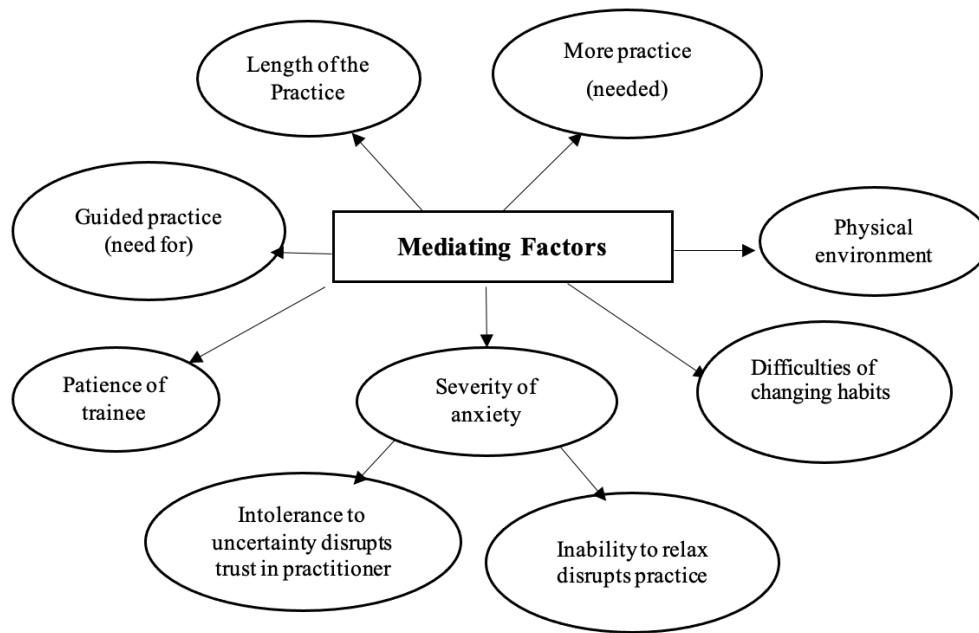 Length of the
Practice
More practice
(needed)
Guided practice
(need for)
Mediating Factors
Physical
environment
Patience of
trainee
Severity of
anxiety
Difficulties of
changing habits
Intolerance to
uncertainty disrupts
trust in practitioner
Inability to relax
disrupts practice